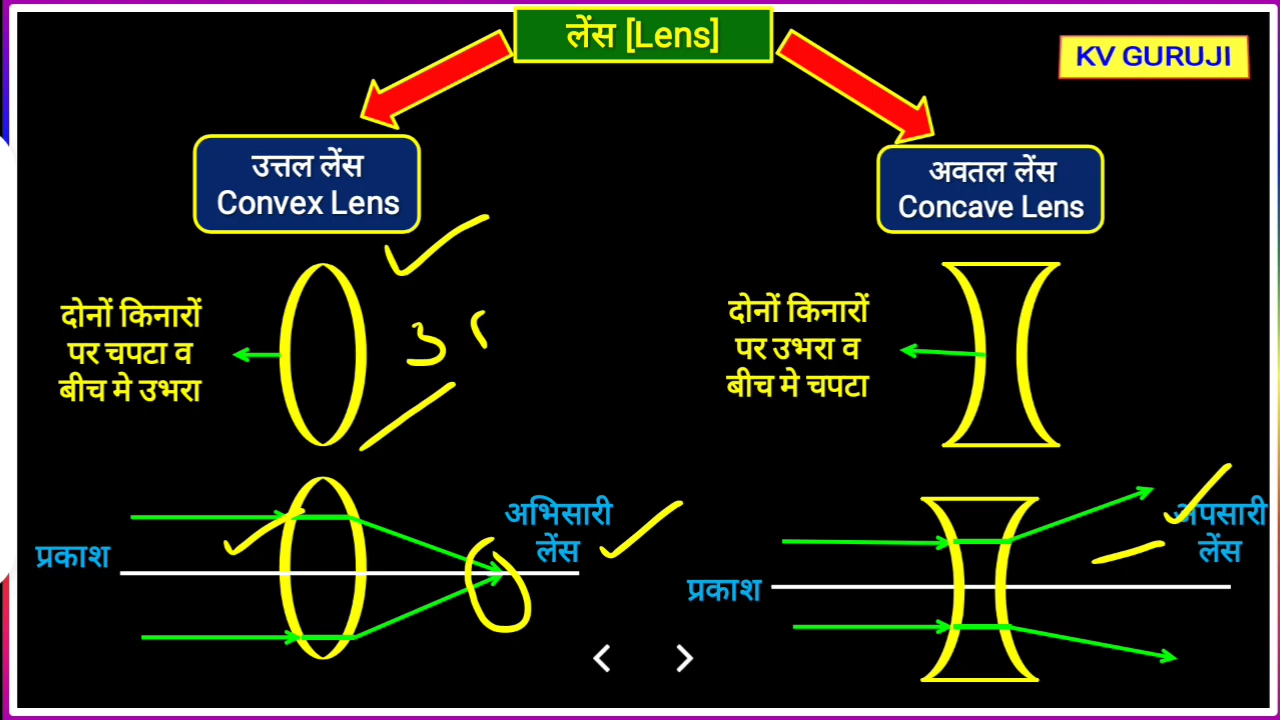 लेंस [Lens]
KV GURUJI
उत्तल लेंस
Convex Lens
अवतल लेंस
Concave Lens
दोनों किनारों
पर चपटा व
बीच मे उभरा
दोनों किनारों
पर उभरा व
बीच मे चपटा
प्रकाश
अभिसारी
लेंस
प्रकाश
अपसारी
लेंस